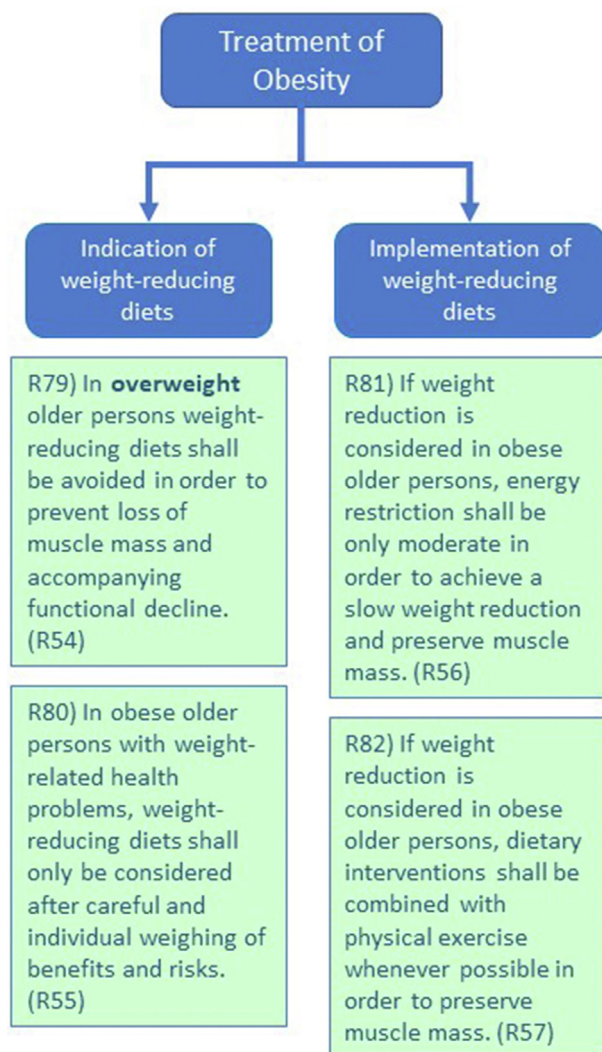 Treatment of
Obesity
Indication of
weight-reducing
diets
R79) In overweight
older persons weight-
reducing diets shall
be avoided in order to
prevent loss of
muscle mass and
accompanying
functional decline.
(R54)
R80) In obese older
persons with weight-
related health
problems, weight-
reducing diets shall
only be considered
after careful and
individual weighing of
benefits and risks.
(R55)
Implementation of
weight-reducing
diets
R81) If weight
reduction is
considered in obese
older persons, energy
restriction shall be
only moderate in
order to achieve a
slow weight reduction
and preserve muscle
mass. (R56)
R82) If weight
reduction is
considered in obese
older persons, dietary
interventions shall be
combined with
physical exercise
whenever possible in
order to preserve
muscle mass. (R57)